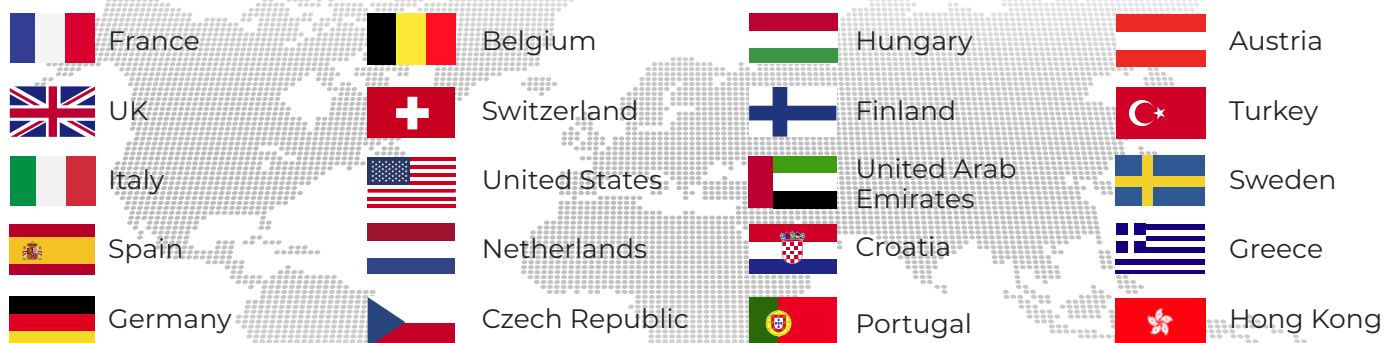 France
UK
Italy
Spain
Germany
Belgium
Switzerland
United States
Netherlands
Czech Republic
Hungary
Finland
United Arab
Emirates
Croatia
Portugal
Austria
Turkey
Sweden
Greece
Hong Kong